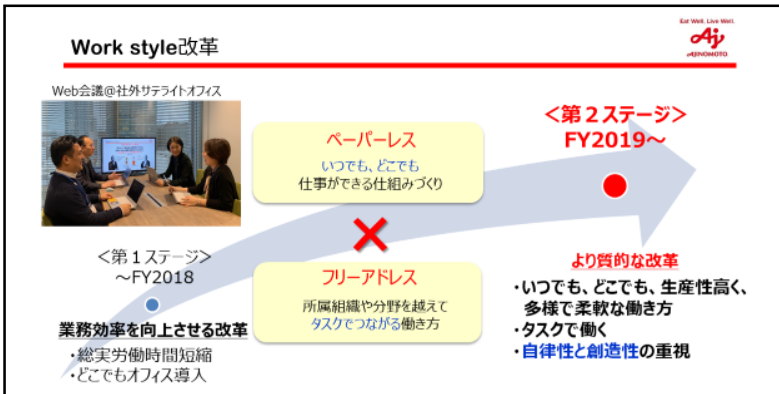 Work style改革
Eat Well, Live Well.
AJINOMOTO
Web会議@社外サテライトオフィス
<第1ステージ>
~FY2018
業務効率を向上させる改革
・総実労働時間短縮
・どこでもオフィス導入
ペーパーレス
いつでも、どこでも
仕事ができる仕組みづくり
×
フリーアドレス
所属組織や分野を越えて
タスクでつながる働き方
<第2ステージ>
FY2019~
より質的な改革
・いつでも、どこでも、生産性高く、
多様で柔軟な働き方
・タスクで働く
・自律性と創造性の重視